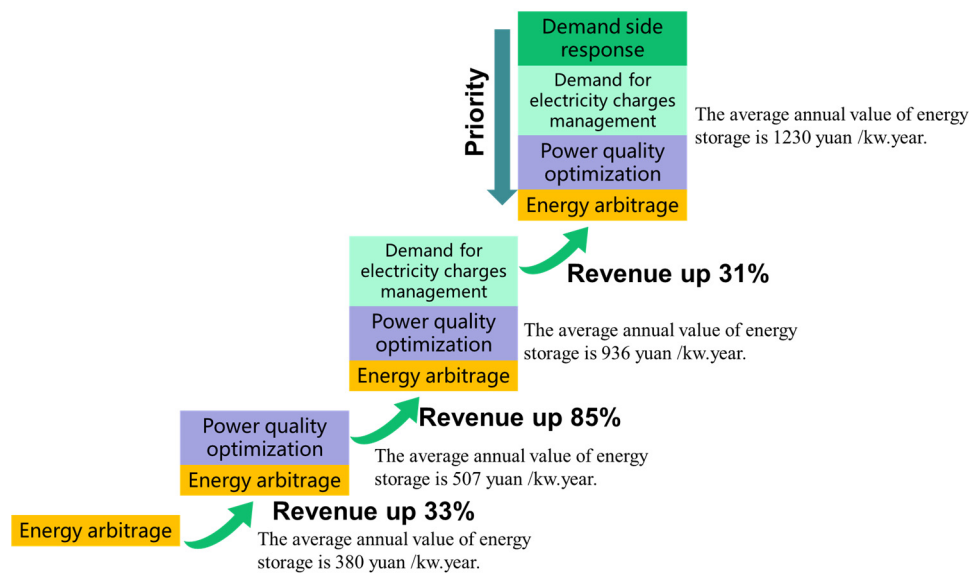 Demand side
response
Demand for
electricity charges
management
Power quality
optimization
Energy arbitrage
Priority
The average annual value of energy
storage is 1230 yuan /kw.year.
Revenue up 31%
Demand for
electricity charges
management
Power quality
optimization
Energy arbitrage
The average annual value of energy
storage is 936 yuan /kw.year.
Revenue up 85%
Power quality
optimization
Energy arbitrage
The average annual value of energy
storage is 507 yuan /kw.year.
Revenue up 33%
Energy arbitrage
The average annual value of energy
storage is 380 yuan /kw.year.